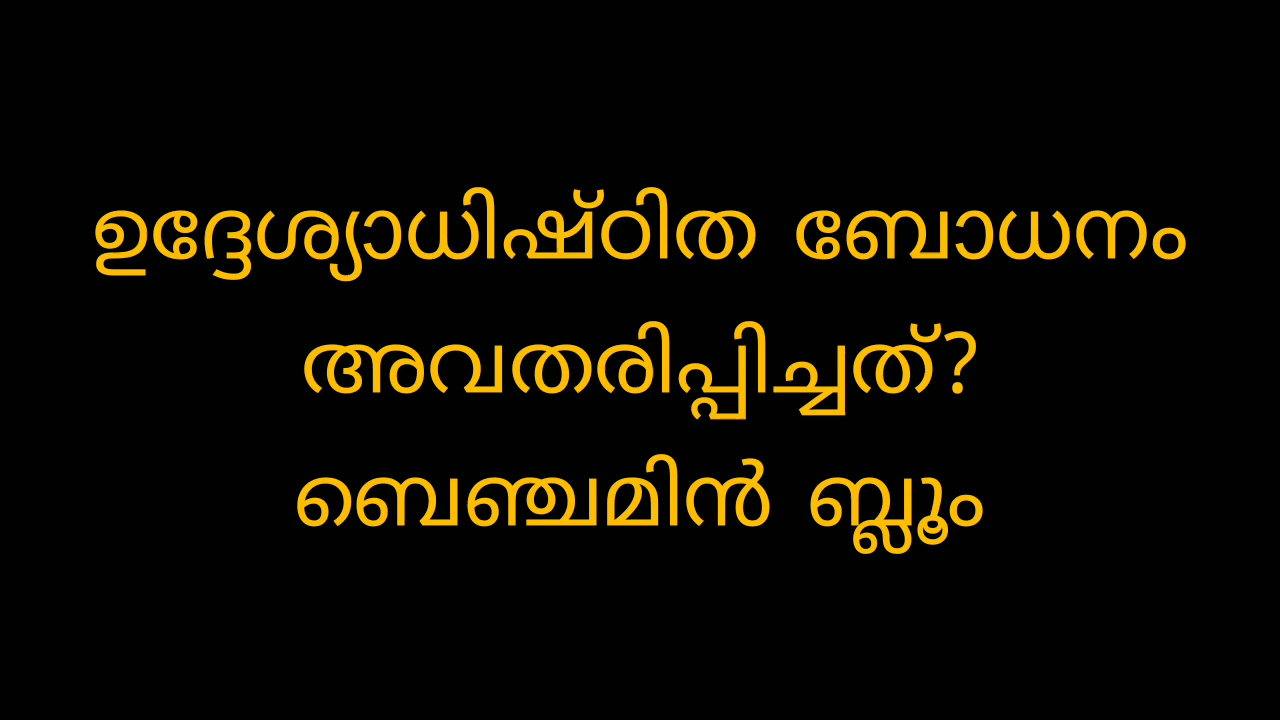 ഉദ്ദേശ്യാധിഷ്ഠിത ബോധനം
അവതരിപ്പിച്ചത്?
ബെഞ്ചമിൻ ബ്ലൂം